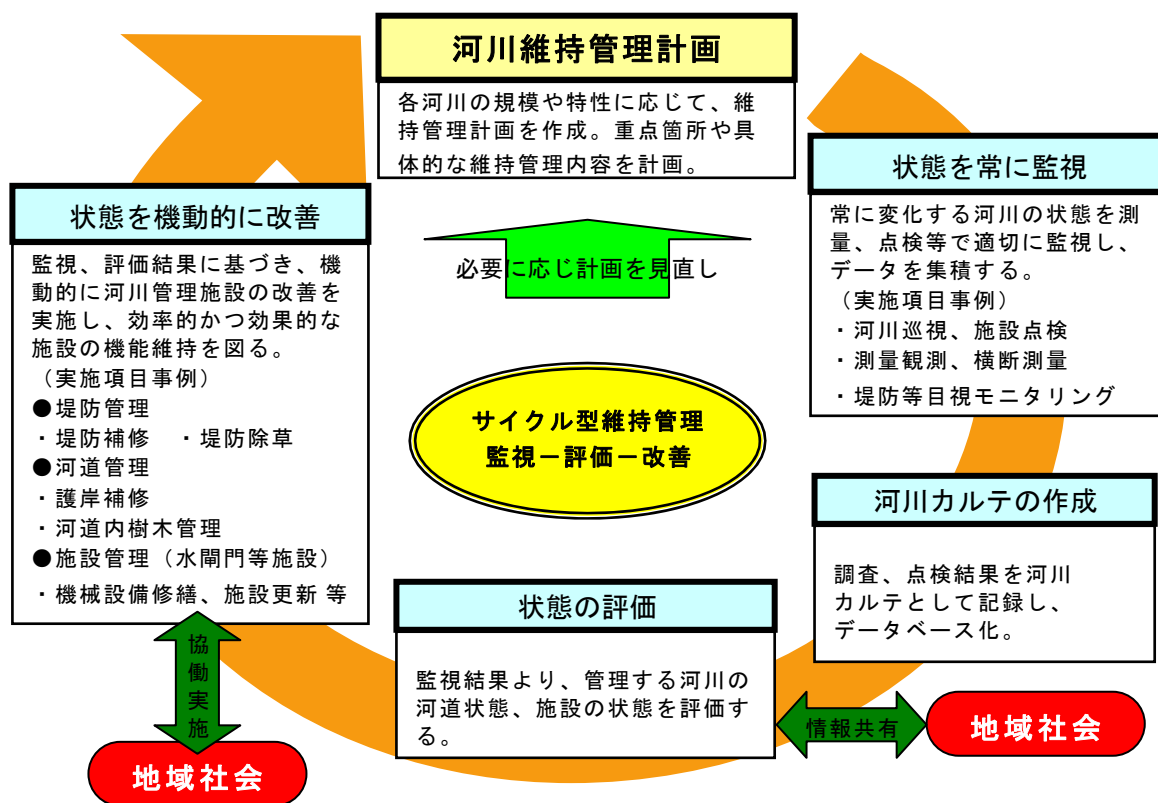 河川維持管理計画
各河川の規模や特性に応じて、維
持管理計画を作成。重点箇所や具
体的な維持管理内容を計画。
状態を常に監視
常に変化する河川の状態を測
量、点検等で適切に監視し、
データを集積する。
（実施項目事例）
・河川巡視、施設点検
・測量観測、横断測量
・堤防等目視モニタリング
河川カルテの作成
調査、点検結果を河川
カルテとして記録し、
データベース化。
状態の評価
監視結果より、管理する河川の
河道状態、施設の状態を評価す
る。
情報共有
地域社会
状態を機動的に改善
監視、評価結果に基づき、機
動的に河川管理施設の改善を
実施し、効率的かつ効果的な
施設の機能維持を図る。
（実施項目事例）
●堤防管理
・堤防補修　・堤防除草
●河道管理
・護岸補修
・河道内樹木管理
●施設管理（水閘門等施設）
・機械設備修繕、施設更新 等
協働実施
地域社会
必要に応じ計画を見直し
サイクル型維持管理
監視－評価－改善